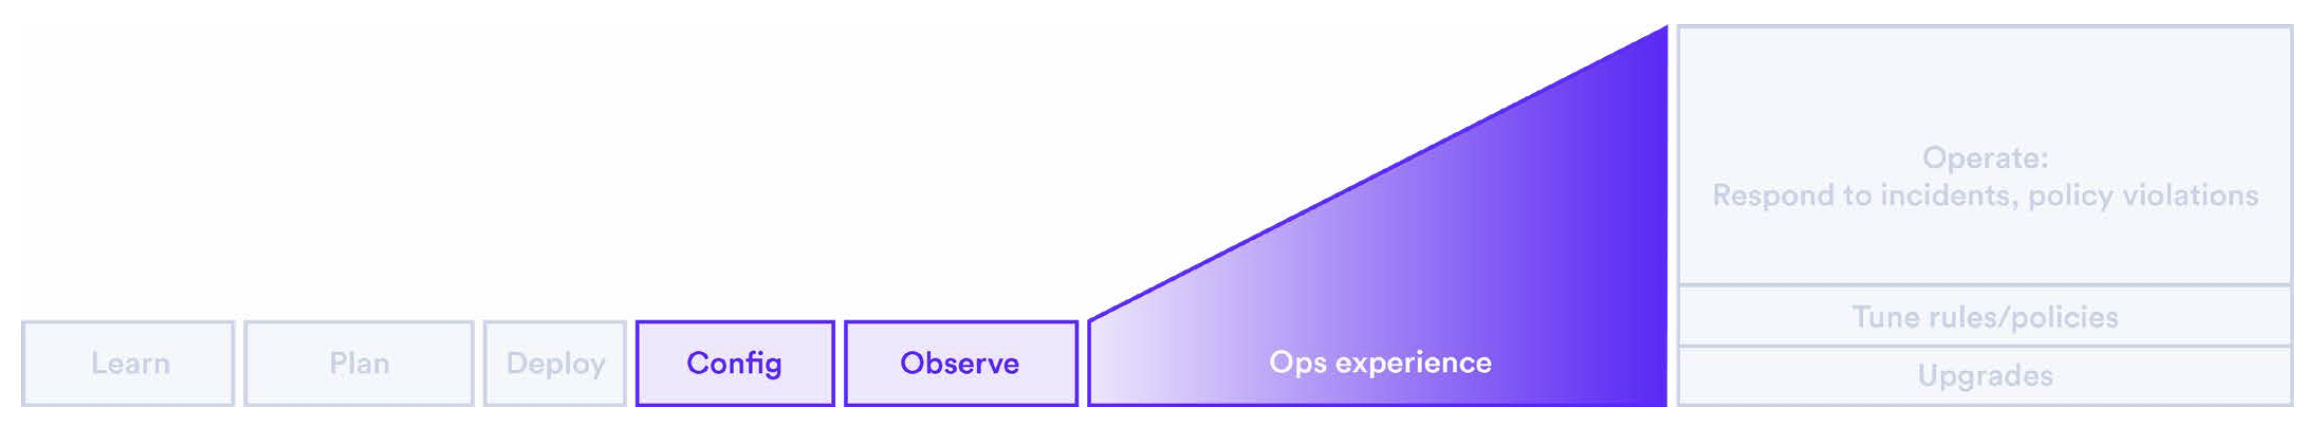 Learn
Plan
Deploy
Config
Observe
Ops experience
Operate:
Respond to incidents, policy violations
Tune rules/policies
Upgrades